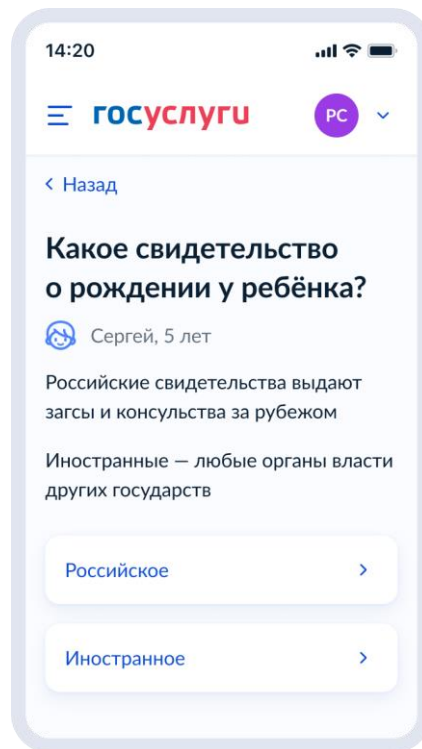 14:20
госуслуги
РС
Назад
Какое свидетельство
о рождении у ребёнка?
Сергей, 5 лет
Российские свидетельства выдают
загсы и консульства за рубежом
Иностранные — любые органы власти
других государств
Российское
Иностранное